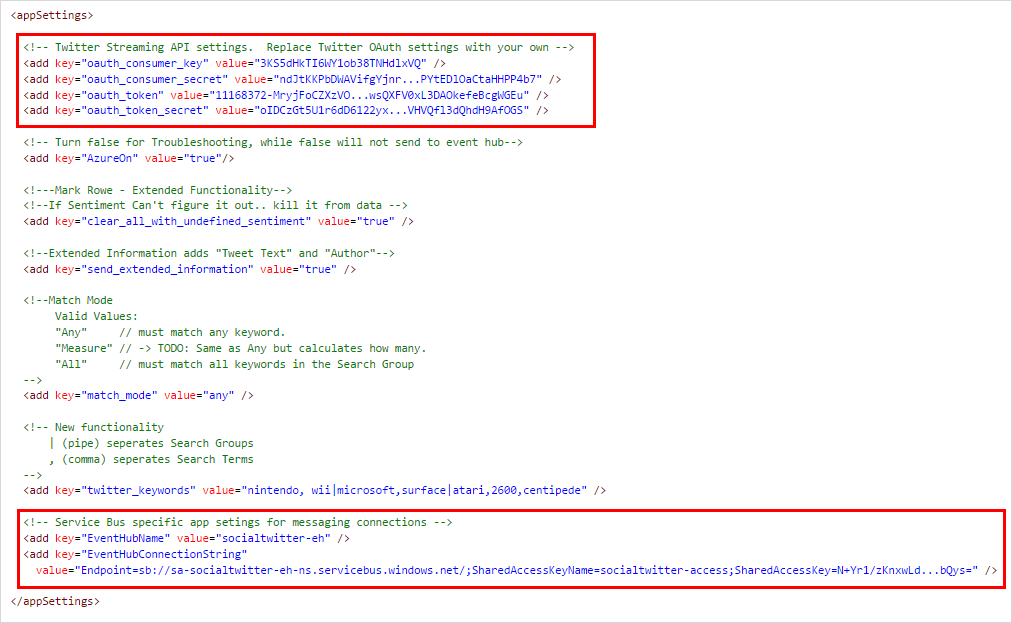 <appSettings>
<!-- Twitter Streaming API settings.  Replace Twitter OAuth settings with your own -->
<add key="oauth_consumer_key" value="3KS5dHkTI6WY1ob38TNHdlxVQ" />
<add key="oauth_consumer_secret" value="ndJtKKPbDWAVifgYjnr...PYtEDlOaCtaHHPP4b7" />
<add key="oauth_token" value="11168372-MryjFoCZXzVO...wsQXFV0xL3DAOkefeBcgWGEu" />
<add key="oauth_token_secret" value="oIDCzGt5U1r6dD6122yx...VHVQfl3dQhdH9AfOGS" />
<!-- Turn false for Troubleshooting, while false will not send to event hub-->
<add key="AzureOn" value="true"/>
<!---Mark Rowe - Extended Functionality-->
<!--If Sentiment Can't figure it out.. kill it from data -->
<add key="clear_all_with_undefined_sentiment" value="true" />
<!--Extended Information adds "Tweet Text" and "Author"-->
<add key="send_extended_information" value="true" />
<!--Match Mode
Valid Values:
"Any"     // must match any keyword.
"Measure" // -> TODO: Same as Any but calculates how many.
"All"     // must match all keywords in the Search Group
-->
<add key="match_mode" value="any" />
<!-- New functionality
| (pipe) seperates Search Groups
, (comma) seperates Search Terms
-->
<add key="twitter_keywords" value="nintendo, wii|microsoft,surface|atari,2600,centipede" />
<!-- Service Bus specific app setings for messaging connections -->
<add key="EventHubName" value="socialtwitter-eh" />
<add key="EventHubConnectionString"
value="Endpoint=sb://sa-socialtwitter-eh-ns.servicebus.windows.net/;SharedAccessKeyName=socialtwitter-access;SharedAccessKey=N+Yr1/zKnxwLd...bQys=" />
</appSettings>